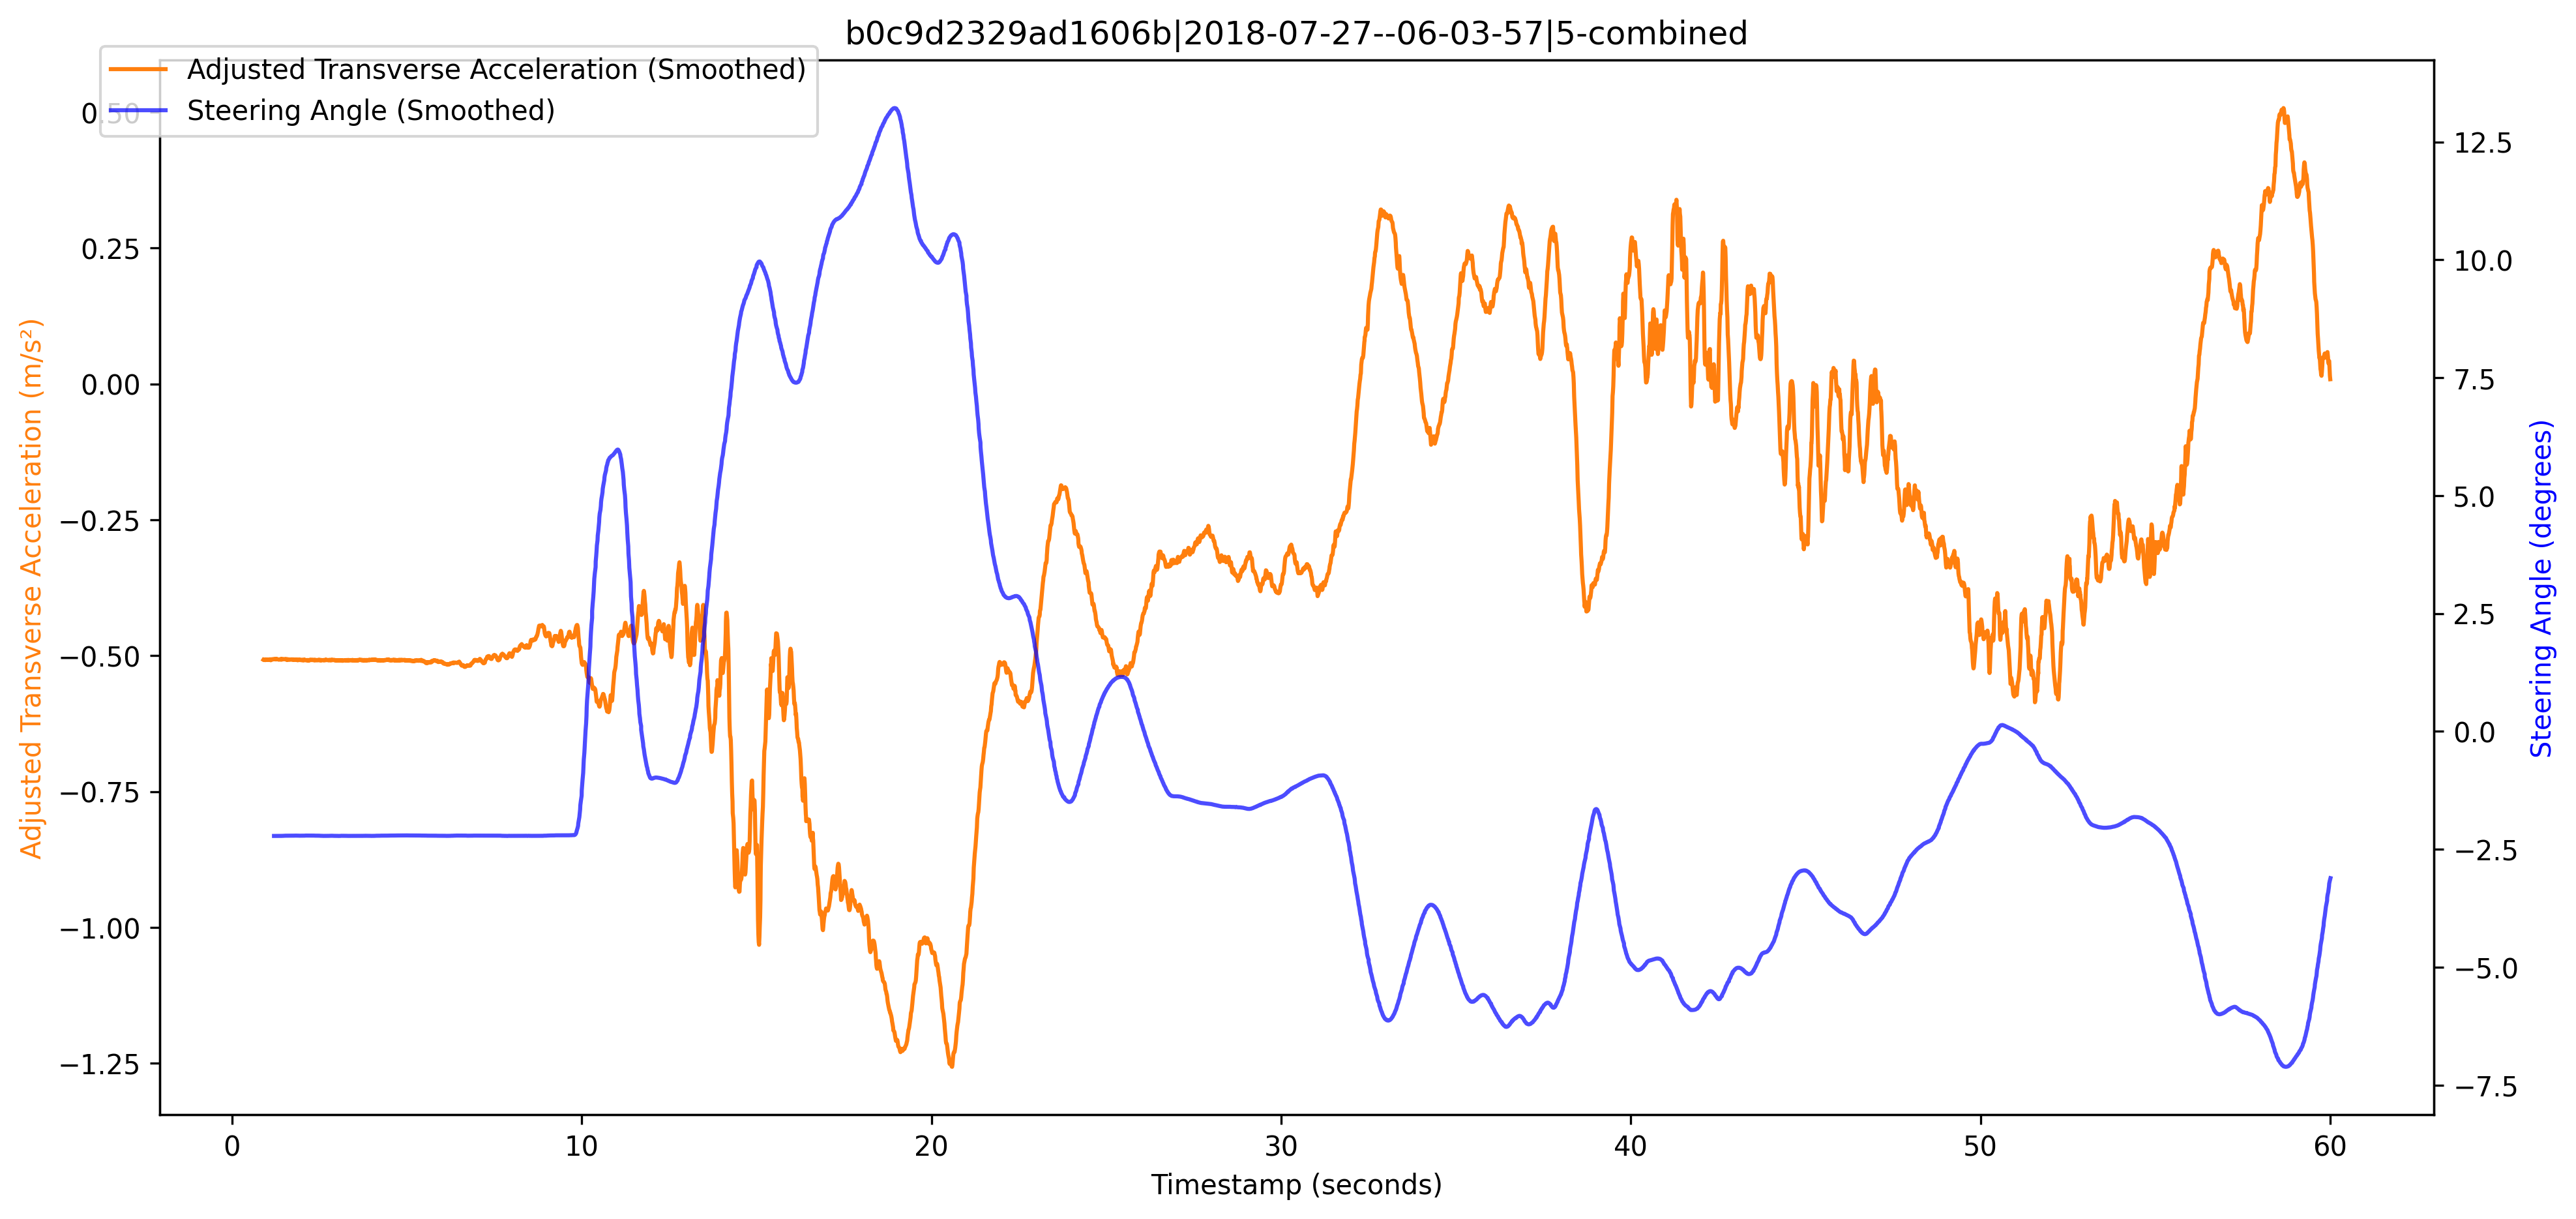 b0c9d2329ad1606b|2018-07-27--06-03-57|5-combined
Adjusted Transverse Acceleration (Smoothed)
Steering Angle (Smoothed)
Adjusted Transverse Acceleration (m/s²)
0.50
0.25
0.00
−0.25
−0.50
−0.75
−1.00
−1.25
12.5
10.0
7.5
5.0
2.5
0.0
−2.5
−5.0
−7.5
Steering Angle (degrees)
0 10 20 30 40 50 60
Timestamp (seconds)